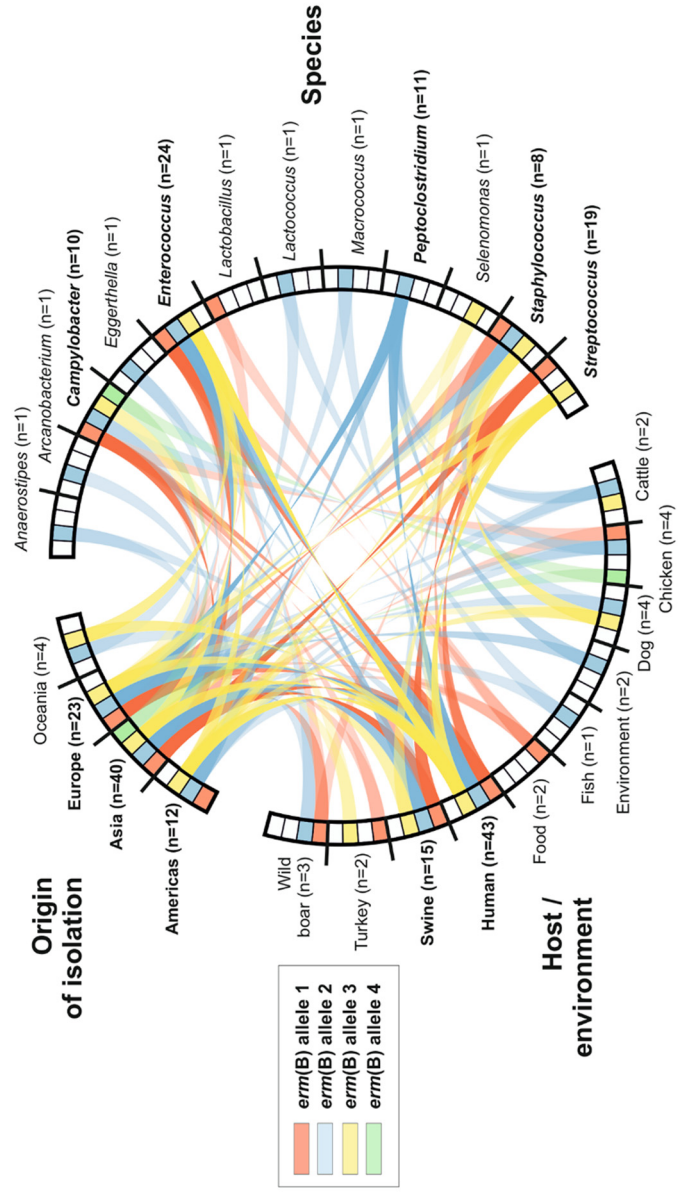 Species
Anaerostipes (n=1)
Arcanobacterium (n=1)
Campylobacter (n=10)
Eggerthella (n=1)
Enterococcus (n=24)
Lactobacillus (n=1)
Lactococcus (n=1)
Macrococcus (n=1)
Peptoclostridium (n=11)
Selenomonas (n=1)
Staphylococcus (n=8)
Streptococcus (n=19)
Origin
of isolation
Oceania (n=4)
Europe (n=23)
Asia (n=40)
Americas (n=12)
Wild
boar (n=3)
Turkey (n=2)
Swine (n=15)
Human (n=43)
Food (n=2)
Fish (n=1)
Environment (n=2)
Dog (n=4)
Chicken (n=4)
Cattle (n=2)
Host /
environment
erm(B) allele 1
erm(B) allele 2
erm(B) allele 3
erm(B) allele 4